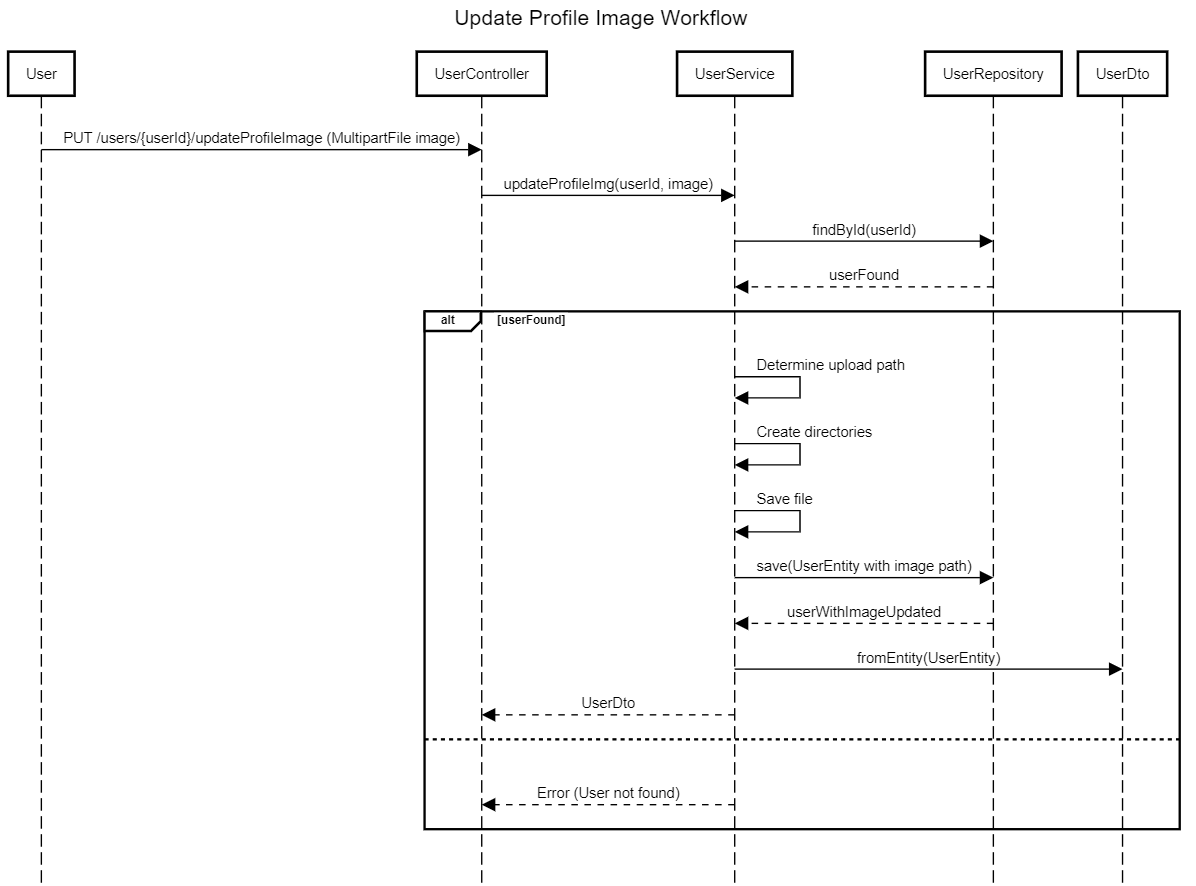 Update Profile Image Workflow
User
UserController
UserService
UserRepository
UserDto
PUT /users/{userId}/updateProfileImage (MultipartFile image)
updateProfileImg(userId, image)
findById(userId)
userFound
alt
[userFound]
Determine upload path
Create directories
Save file
save(UserEntity with image path)
userWithImageUpdated
fromEntity(UserEntity)
UserDto
Error (User not found)